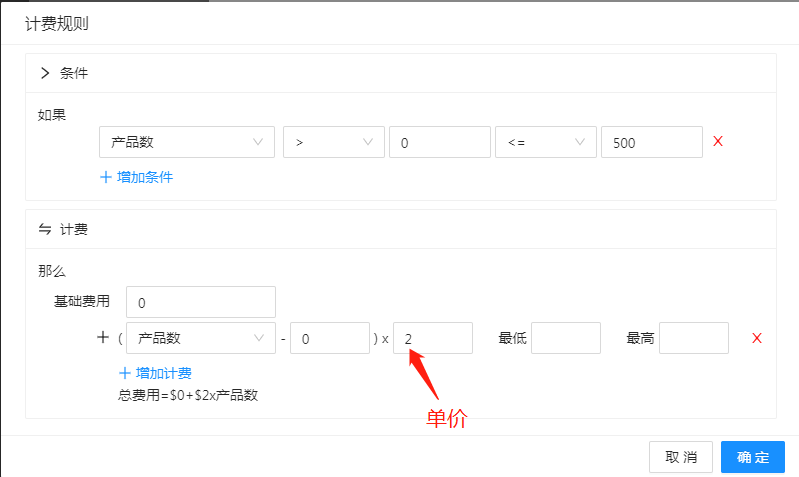 计费规则
条件
如果
产品数 > 0 <= 500 X
+ 增加条件
计费
那么
基础费用 0
+ ( 产品数 - 0 ) x 2 最低 最高 X
+ 增加计费
总费用=$0+$2x产品数
单价
取 消 确 定